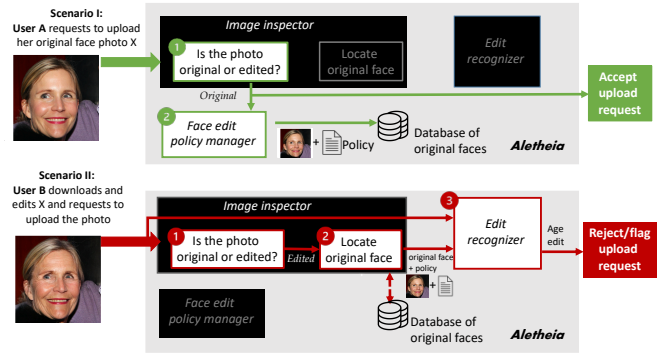 Scenario I:
User A requests to upload
her original face photo X
Image inspector
1
Is the photo
original or edited?
Locate
original face
Edit
recognizer
Original
Accept
upload
request
2
Face edit
policy manager
+
Policy
Database of
original faces
Aletheia
Scenario II:
User B downloads and
edits X and requests to
upload the photo
Image inspector
1
Is the photo
original or edited?
Edited
2
Locate
original face
3
Edit
recognizer
Age
edit
Reject/flag
upload
request
original face
+ policy
+
Face edit
policy manager
Database of
original faces
Aletheia